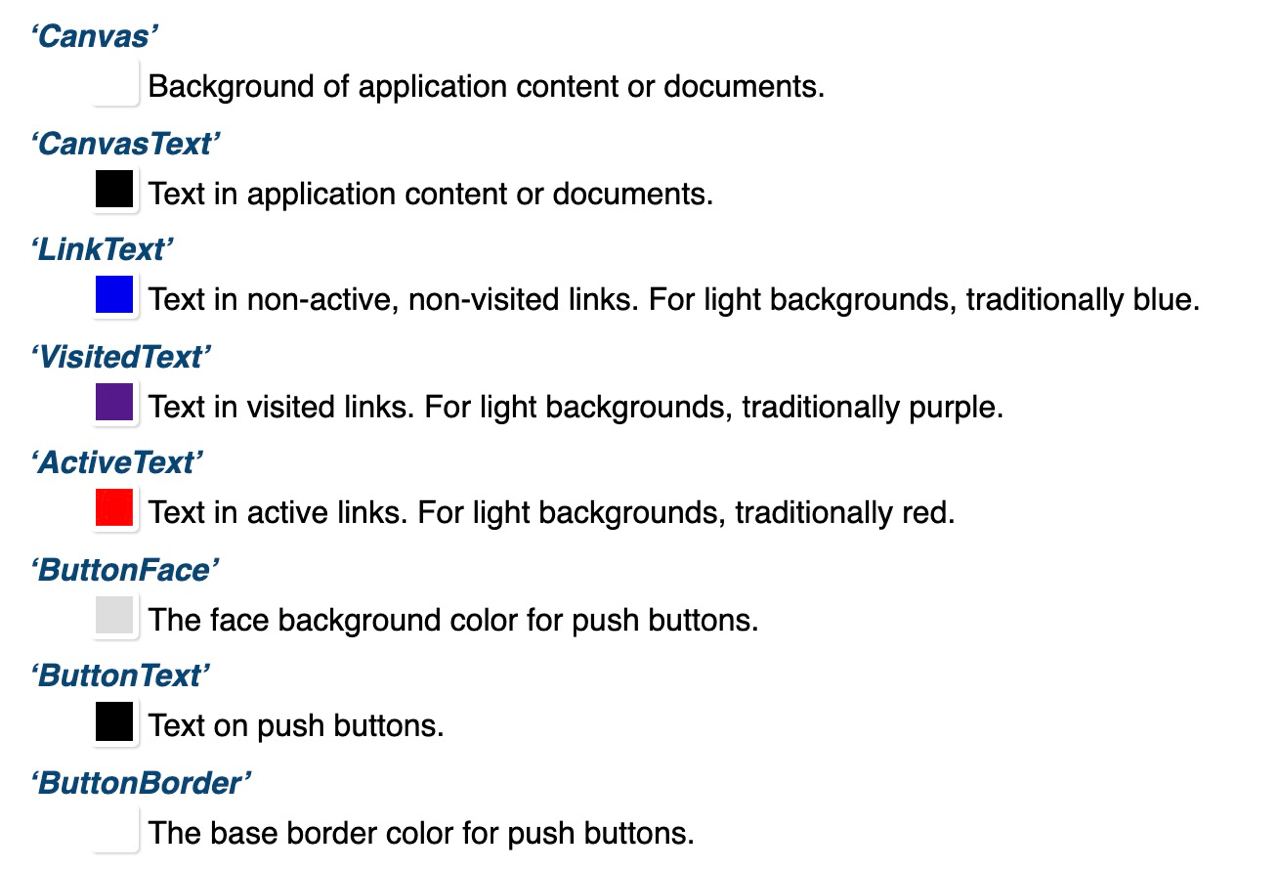 ‘Canvas’
Background of application content or documents.
‘CanvasText’
Text in application content or documents.
‘LinkText’
Text in non-active, non-visited links. For light backgrounds, traditionally blue.
‘VisitedText’
Text in visited links. For light backgrounds, traditionally purple.
‘ActiveText’
Text in active links. For light backgrounds, traditionally red.
‘ButtonFace’
The face background color for push buttons.
‘ButtonText’
Text on push buttons.
‘ButtonBorder’
The base border color for push buttons.